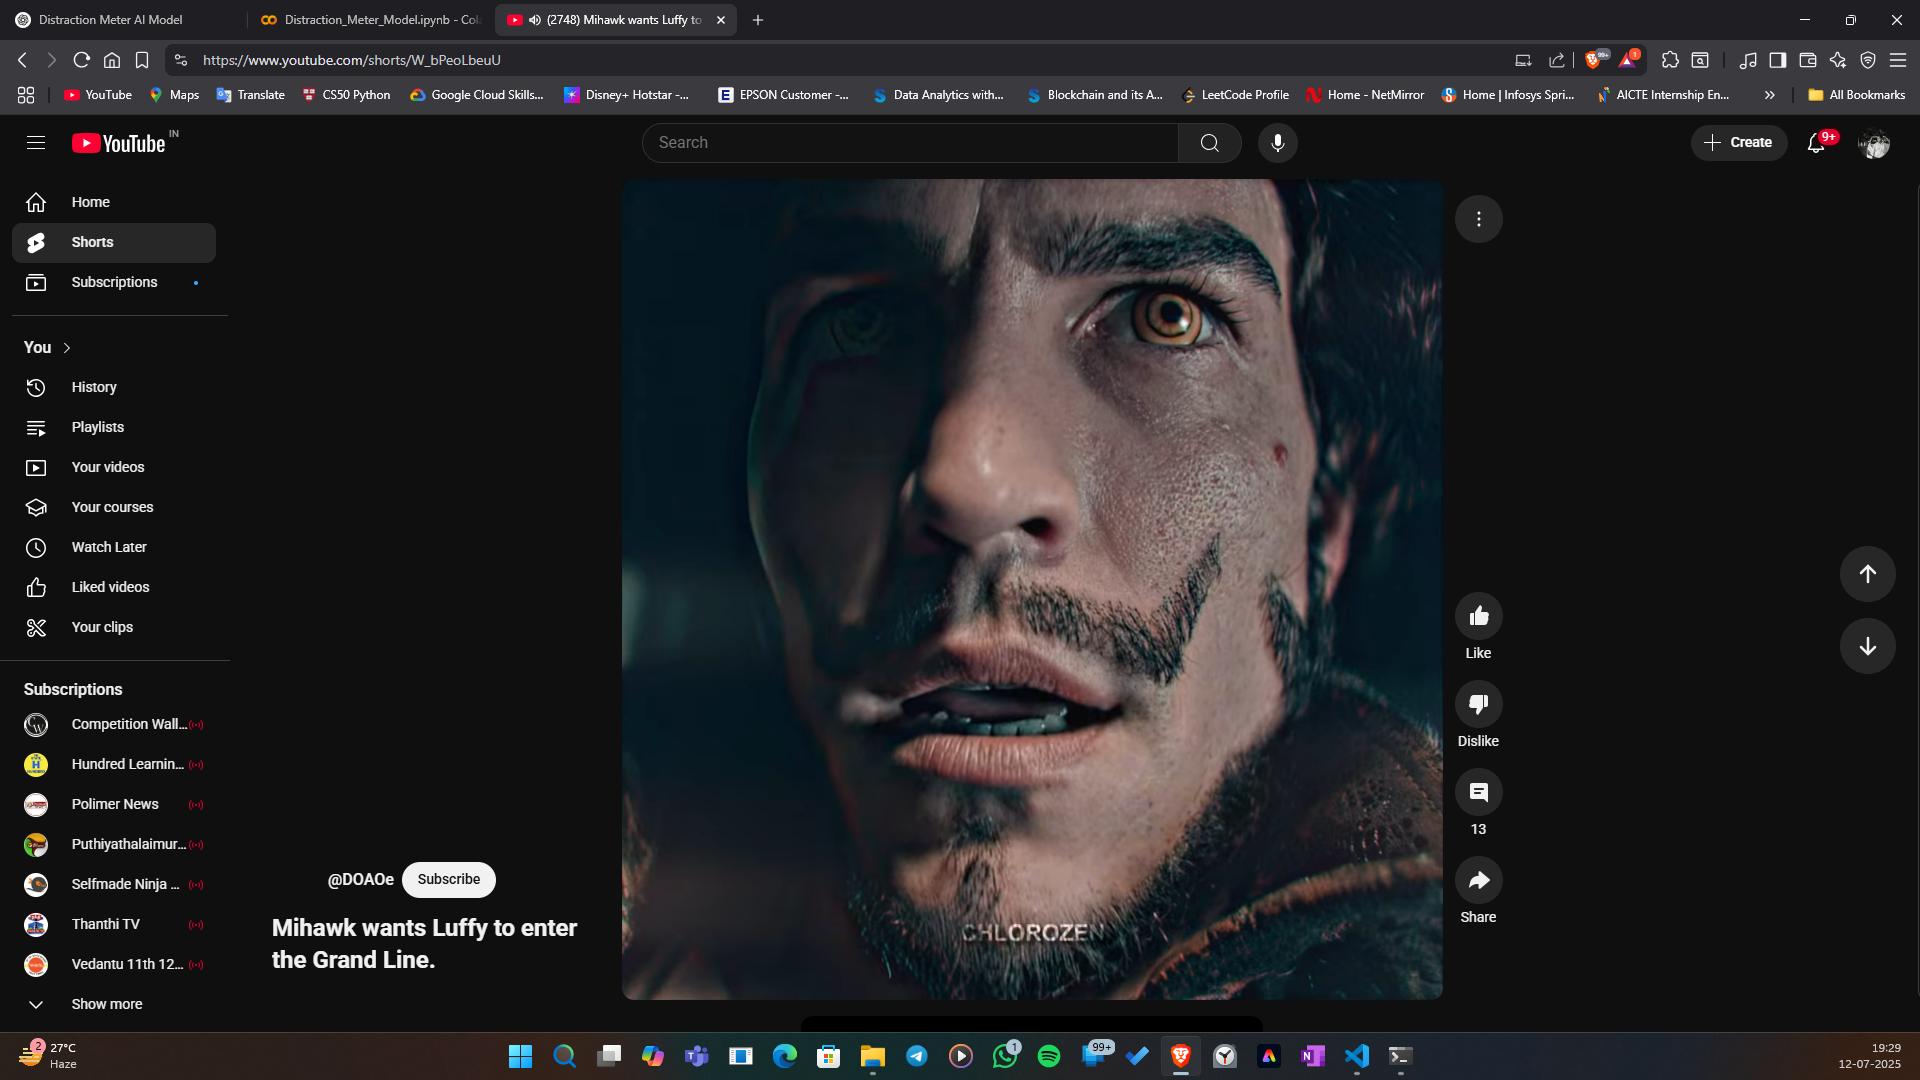 Distraction Meter AI Model
Distraction_Meter_Model.ipynb - Col
(2748) Mihawk wants Luffy to
https://www.youtube.com/shorts/W_bPeoLbeuU
99+
1
YouTube
Maps
Translate
CS50 Python
Google Cloud Skills...
Disney+ Hotstar -...
EPSON Customer -...
Data Analytics with...
Blockchain and its A...
LeetCode Profile
Home - NetMirror
Home | Infosys Spri...
AICTE Internship En...
All Bookmarks
YouTube IN
Search
Create
9+
Home
Shorts
Subscriptions
You
History
Playlists
Your videos
Your courses
Watch Later
Liked videos
Your clips
Subscriptions
Competition Wall...
Hundred Learnin...
Polimer News
Puthiyathalaimur...
Selfmade Ninja ...
Thanthi TV
Vedantu 11th 12...
Show more
@DOAOe
Subscribe
Mihawk wants Luffy to enter
the Grand Line.
CHLOROZEN
Like
Dislike
13
Share
2
27°C
Haze
1
99+
19:29
12-07-2025